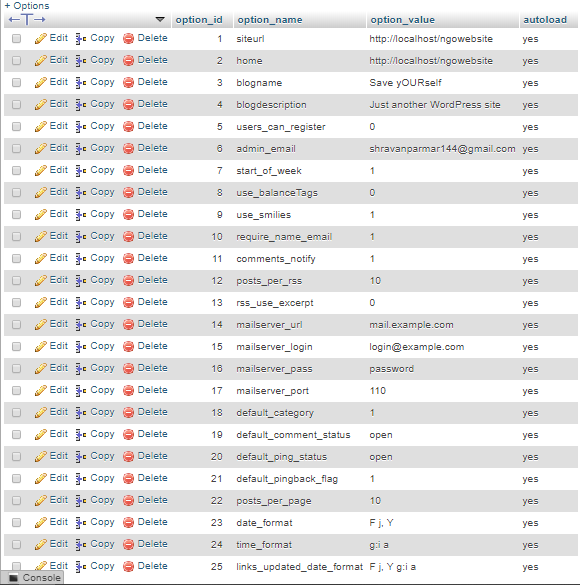 + Options
←T→ option_id option_name option_value autoload
Edit Copy Delete 1 siteurl http://localhost/ngowebsite yes
Edit Copy Delete 2 home http://localhost/ngowebsite yes
Edit Copy Delete 3 blogname Save yOURself yes
Edit Copy Delete 4 blogdescription Just another WordPress site yes
Edit Copy Delete 5 users_can_register 0 yes
Edit Copy Delete 6 admin_email shravanparmar144@gmail.com yes
Edit Copy Delete 7 start_of_week 1 yes
Edit Copy Delete 8 use_balanceTags 0 yes
Edit Copy Delete 9 use_smilies 1 yes
Edit Copy Delete 10 require_name_email 1 yes
Edit Copy Delete 11 comments_notify 1 yes
Edit Copy Delete 12 posts_per_rss 10 yes
Edit Copy Delete 13 rss_use_excerpt 0 yes
Edit Copy Delete 14 mailserver_url mail.example.com yes
Edit Copy Delete 15 mailserver_login login@example.com yes
Edit Copy Delete 16 mailserver_pass password yes
Edit Copy Delete 17 mailserver_port 110 yes
Edit Copy Delete 18 default_category 1 yes
Edit Copy Delete 19 default_comment_status open yes
Edit Copy Delete 20 default_ping_status open yes
Edit Copy Delete 21 default_pingback_flag 1 yes
Edit Copy Delete 22 posts_per_page 10 yes
Edit Copy Delete 23 date_format F j, Y yes
Edit Copy Delete 24 time_format g:i a yes
Edit Copy Delete 25 links_updated_date_format F j, Y g:i a yes
Console